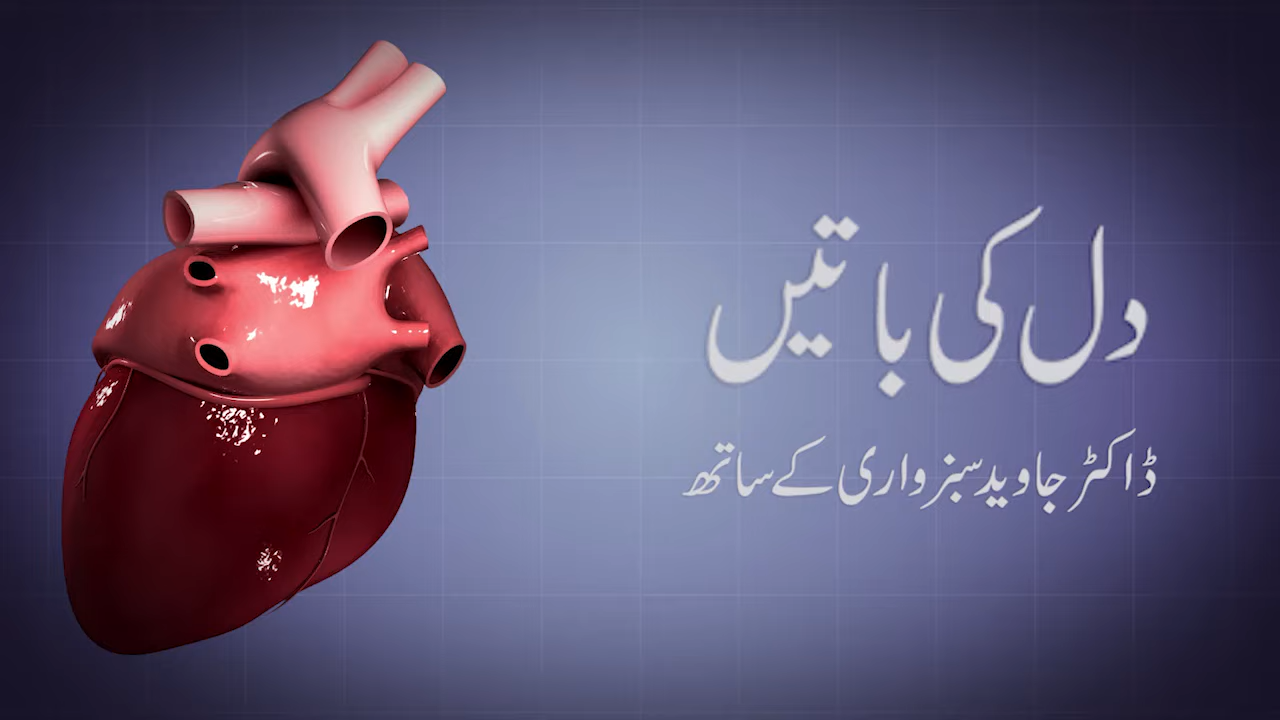 دل کی باتیں
ڈاکٹر جاوید سبزواری کے ساتھ